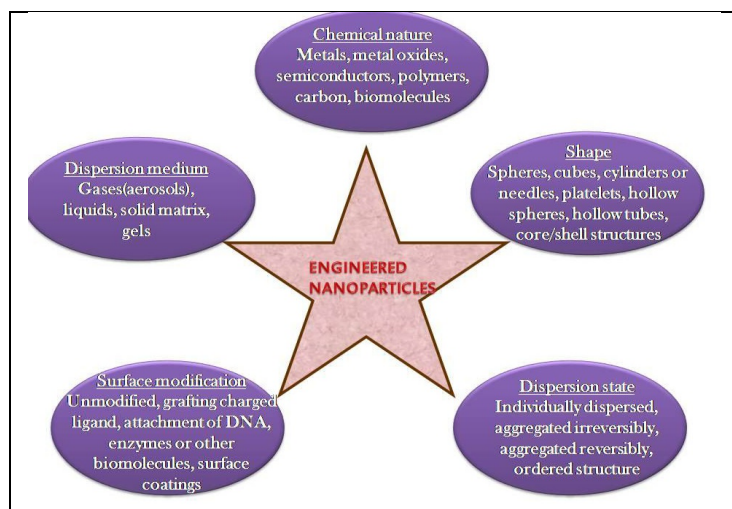 Chemical nature
Metals, metal oxides,
semiconductors, polymers,
carbon, biomolecules
Dispersion medium
Gases(aerosols),
liquids, solid matrix,
gels
Shape
Spheres, cubes, cylinders or
needles, platelets, hollow
spheres, hollow tubes,
core/shell structures
ENGINEERED
NANOPARTICLES
Surface modification
Unmodified, grafting charged
ligand, attachment of DNA,
enzymes or other
biomolecules, surface
coatings
Dispersion state
Individually dispersed,
aggregated irreversibly,
aggregated reversibly,
ordered structure